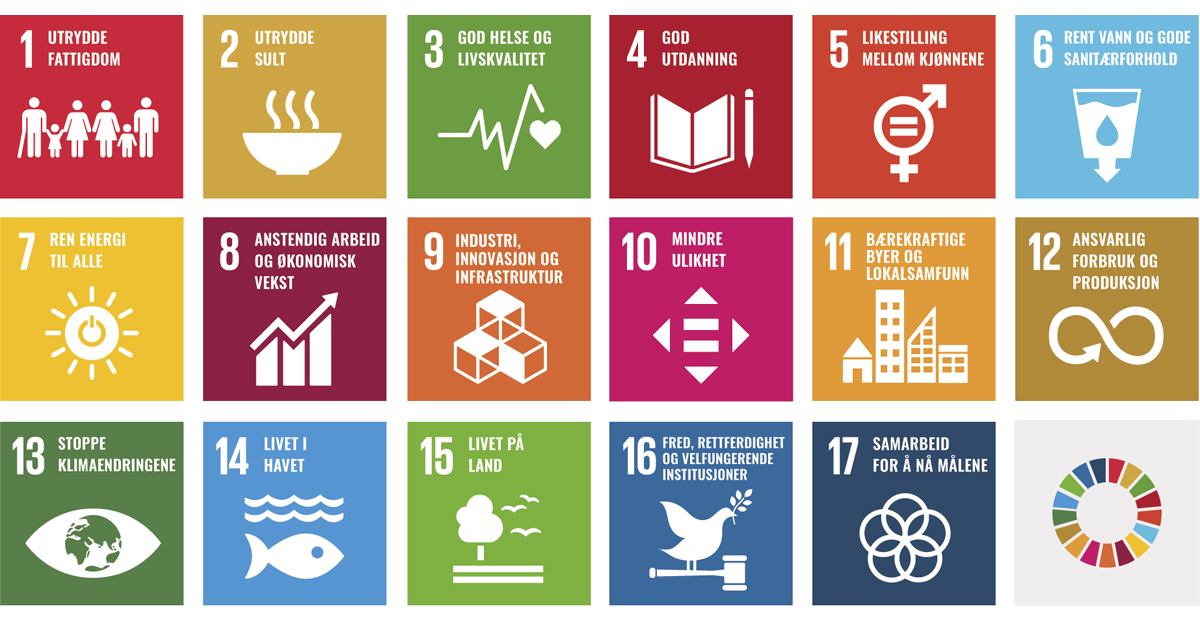 1 UTRYDDE
FATTIGDOM
2 UTRYDDE
SULT
3 GOD HELSE OG
LIVSKVALITET
4 GOD
UTDANNING
5 LIKESTILLING
MELLOM KJØNNENE
6 RENT VANN OG GODE
SANITÆRFORHOLD
7 REN ENERGI
TIL ALLE
8 ANSTENDIG ARBEID
OG ØKONOMISK
VEKST
9 INDUSTRI,
INNOVASJON OG
INFRASTRUKTUR
10 MINDRE
ULIKHET
11 BÆREKRAFTIGE
BYER OG
LOKALSAMFUNN
12 ANSVARLIG
FORBRUK OG
PRODUKSJON
13 STOPPE
KLIMAENDRINGENE
14 LIVET I
HAVET
15 LIVET PÅ
LAND
16 FRED, RETTFERDIGHET
OG VELFUNGERENDE
INSTITUSJONER
17 SAMARBEID
FOR Å NÅ MÅLENE